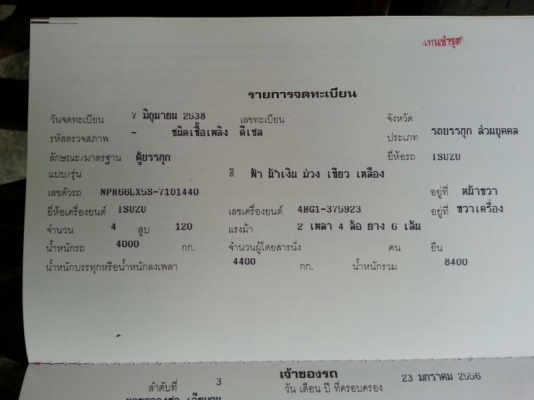 แทนชำรุด
รายการจดทะเบียน
วันจดทะเบียน 7 มิถุนายน 2538 เลขทะเบียน จังหวัด
รหัสตรวจสภาพ - ชนิดเชื้อเพลิง ดีเซล ประเภท รถบรรทุก ส่วนบุคคล
ลักษณะ/มาตรฐาน ตู้บรรทุก ยี่ห้อรถ ISUZU
แบบ/รุ่น สี ฟ้า น้ำเงิน ม่วง เขียว เหลือง
เลขตัวรถ NPR66LX5S-7101440 อยู่ที่ หน้าขวา
ยี่ห้อเครื่องยนต์ ISUZU เลขเครื่องยนต์ 4HG1-375923 อยู่ที่ ขวาเครื่อง
จำนวน 4 สูบ 120 แรงม้า 2 เพลา 4 ล้อ ยาง 6 เส้น
น้ำหนักรถ 4000 กก. จำนวนผู้โดยสารนั่ง คน ยืน
น้ำหนักบรรทุกหรือน้ำหนักลงเพลา 4400 กก. น้ำหนักรวม 8400
เจ้าของรถ
ลำดับที่ 3 วัน เดือน ปี ที่ครอบครอง 23 มกราคม 2556